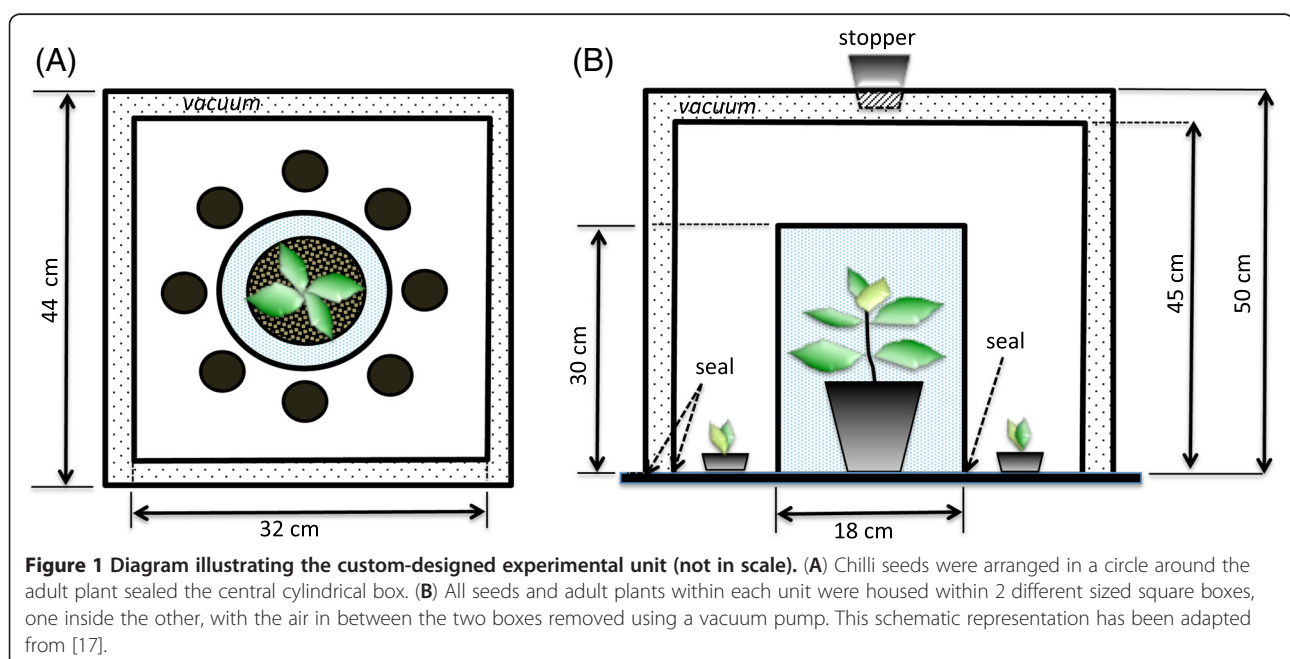 (A)
vacuum
44 cm
32 cm
(B)
stopper
vacuum
30 cm
seal
seal
18 cm
45 cm
50 cm
Figure 1 Diagram illustrating the custom-designed experimental unit (not in scale). (A) Chilli seeds were arranged in a circle around the
adult plant sealed the central cylindrical box. (B) All seeds and adult plants within each unit were housed within 2 different sized square boxes,
one inside the other, with the air in between the two boxes removed using a vacuum pump. This schematic representation has been adapted
from [17].